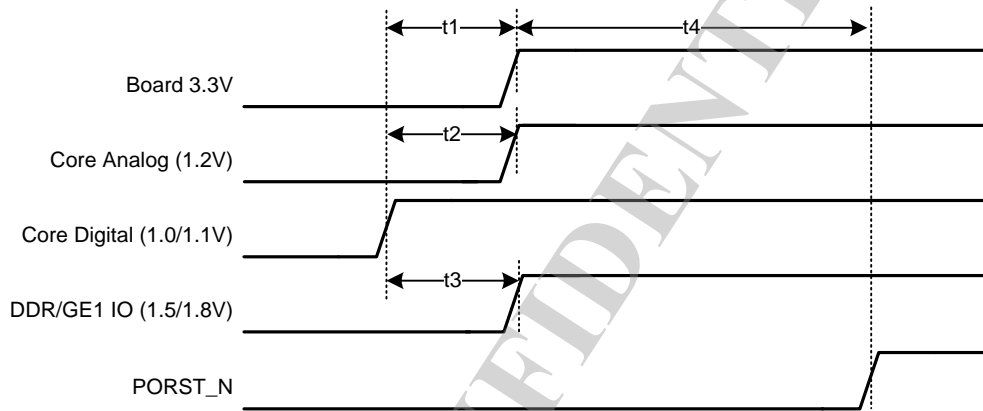 t1
t4
Board 3.3V
t2
Core Analog (1.2V)
Core Digital (1.0/1.1V)
t3
DDR/GE1 IO (1.5/1.8V)
PORST_N
FIDENT